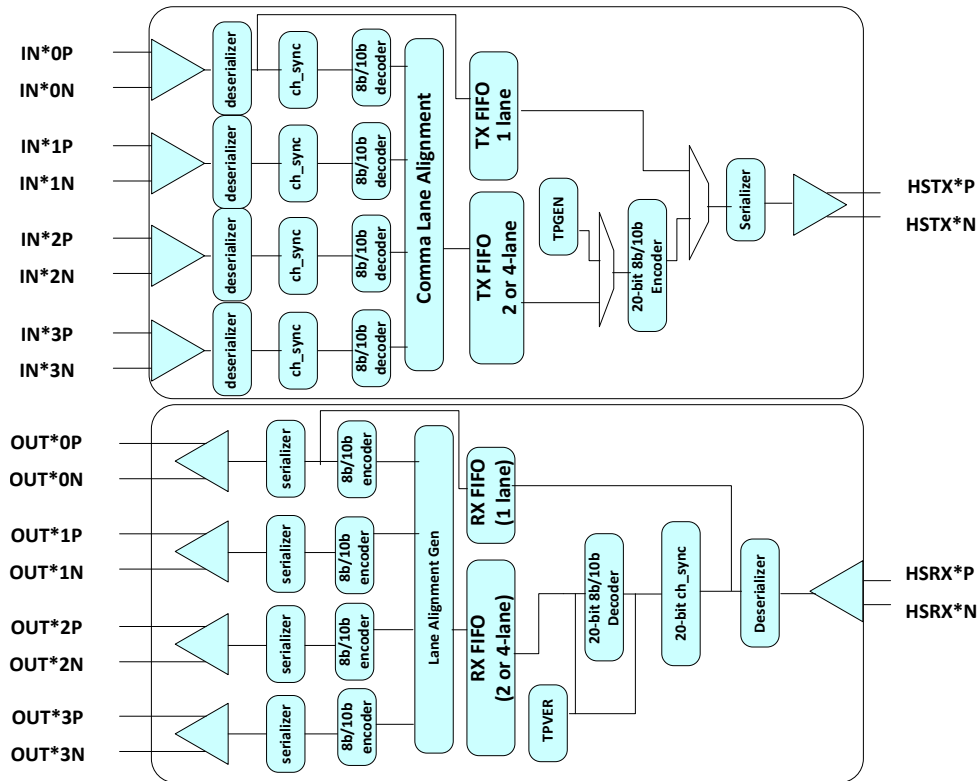 IN*0P
IN*0N
IN*1P
IN*1N
IN*2P
IN*2N
IN*3P
IN*3N
deserializer
deserializer
deserializer
deserializer
ch_sync
ch_sync
ch_sync
ch_sync
8b/10b
decoder
8b/10b
decoder
8b/10b
decoder
8b/10b
decoder
Comma Lane Alignment
TX FIFO
1 lane
TX FIFO
2 or 4-lane
TPGEN
20-bit 8b/10b
Encoder
Serializer
HSTX*P
HSTX*N
OUT*0P
OUT*0N
OUT*1P
OUT*1N
OUT*2P
OUT*2N
OUT*3P
OUT*3N
serializer
serializer
serializer
serializer
8b/10b
encoder
8b/10b
encoder
8b/10b
encoder
8b/10b
encoder
Lane Alignment Gen
RX FIFO
(1 lane)
RX FIFO
(2 or 4-lane)
TPVER
20-bit 8b/10b
Decoder
20-bit ch_sync
Deserializer
HSRX*P
HSRX*N